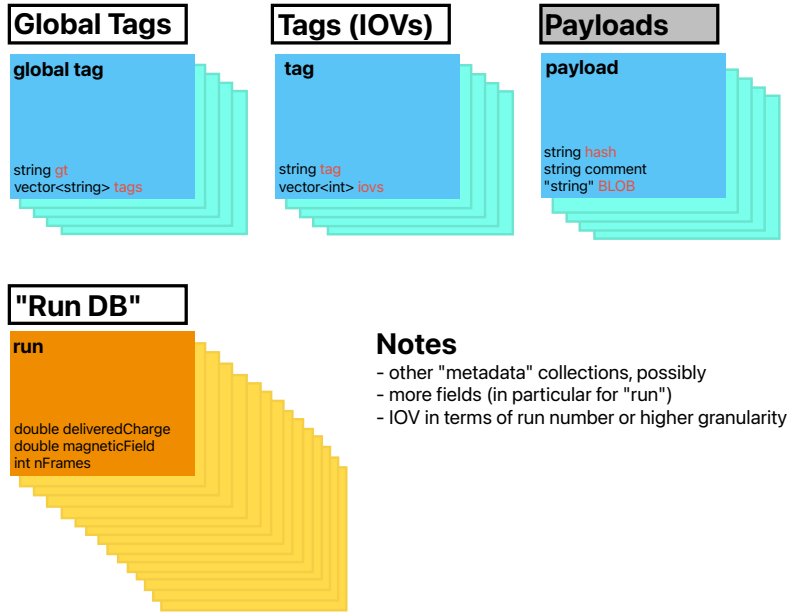 Global Tags
global tag
string gt
vector<string> tags
Tags (IOVs)
tag
string tag
vector<int> iovs
Payloads
payload
string hash
string comment
"string" BLOB
"Run DB"
run
double deliveredCharge
double magneticField
int nFrames
Notes
- other "metadata" collections, possibly
- more fields (in particular for "run")
- IOV in terms of run number or higher granularity